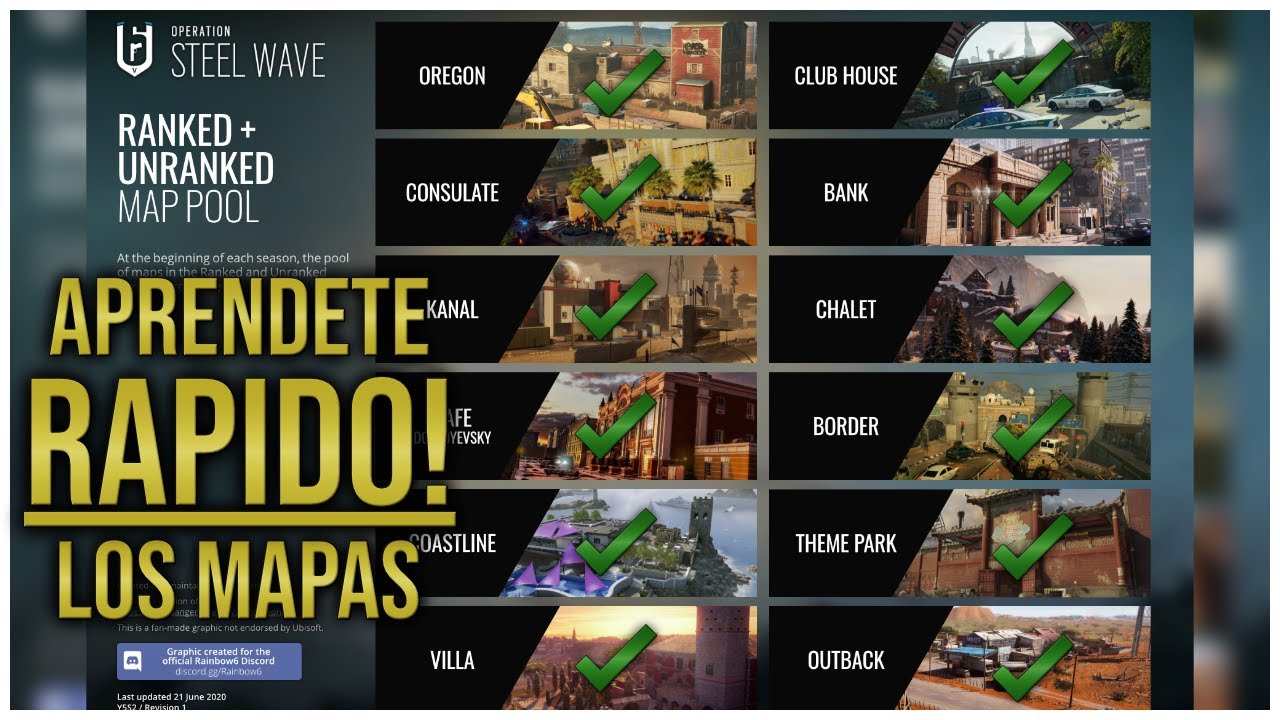 OPERATION
STEEL WAVE
RANKED +
UNRANKED
MAP POOL
At the beginning of each season, the pool
of maps in the Ranked and Unranked
APRENDETE
RAPIDO!
LOS MAPAS
This is a fan-made graphic not endorsed by Ubisoft.
Graphic created for the
official Rainbow6 Discord
discord.gg/Rainbow6
Last updated 21 June 2020
Y5S2 / Revision 1
OREGON
CLUB HOUSE
CONSULATE
BANK
KANAL
CHALET
BORDER
COASTLINE
THEME PARK
VILLA
OUTBACK